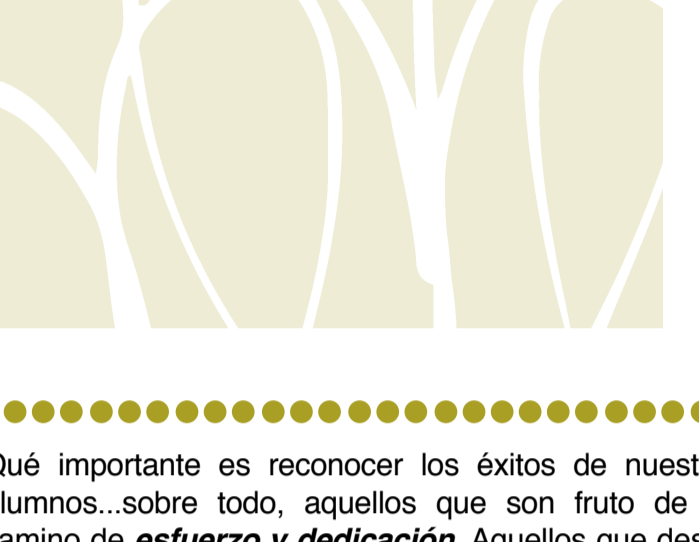 Qué importante es reconocer los éxitos de nuest
lumnos...sobre todo, aquellos que son fruto de
amino de esfuerzo y dedicación. Aquellos que des